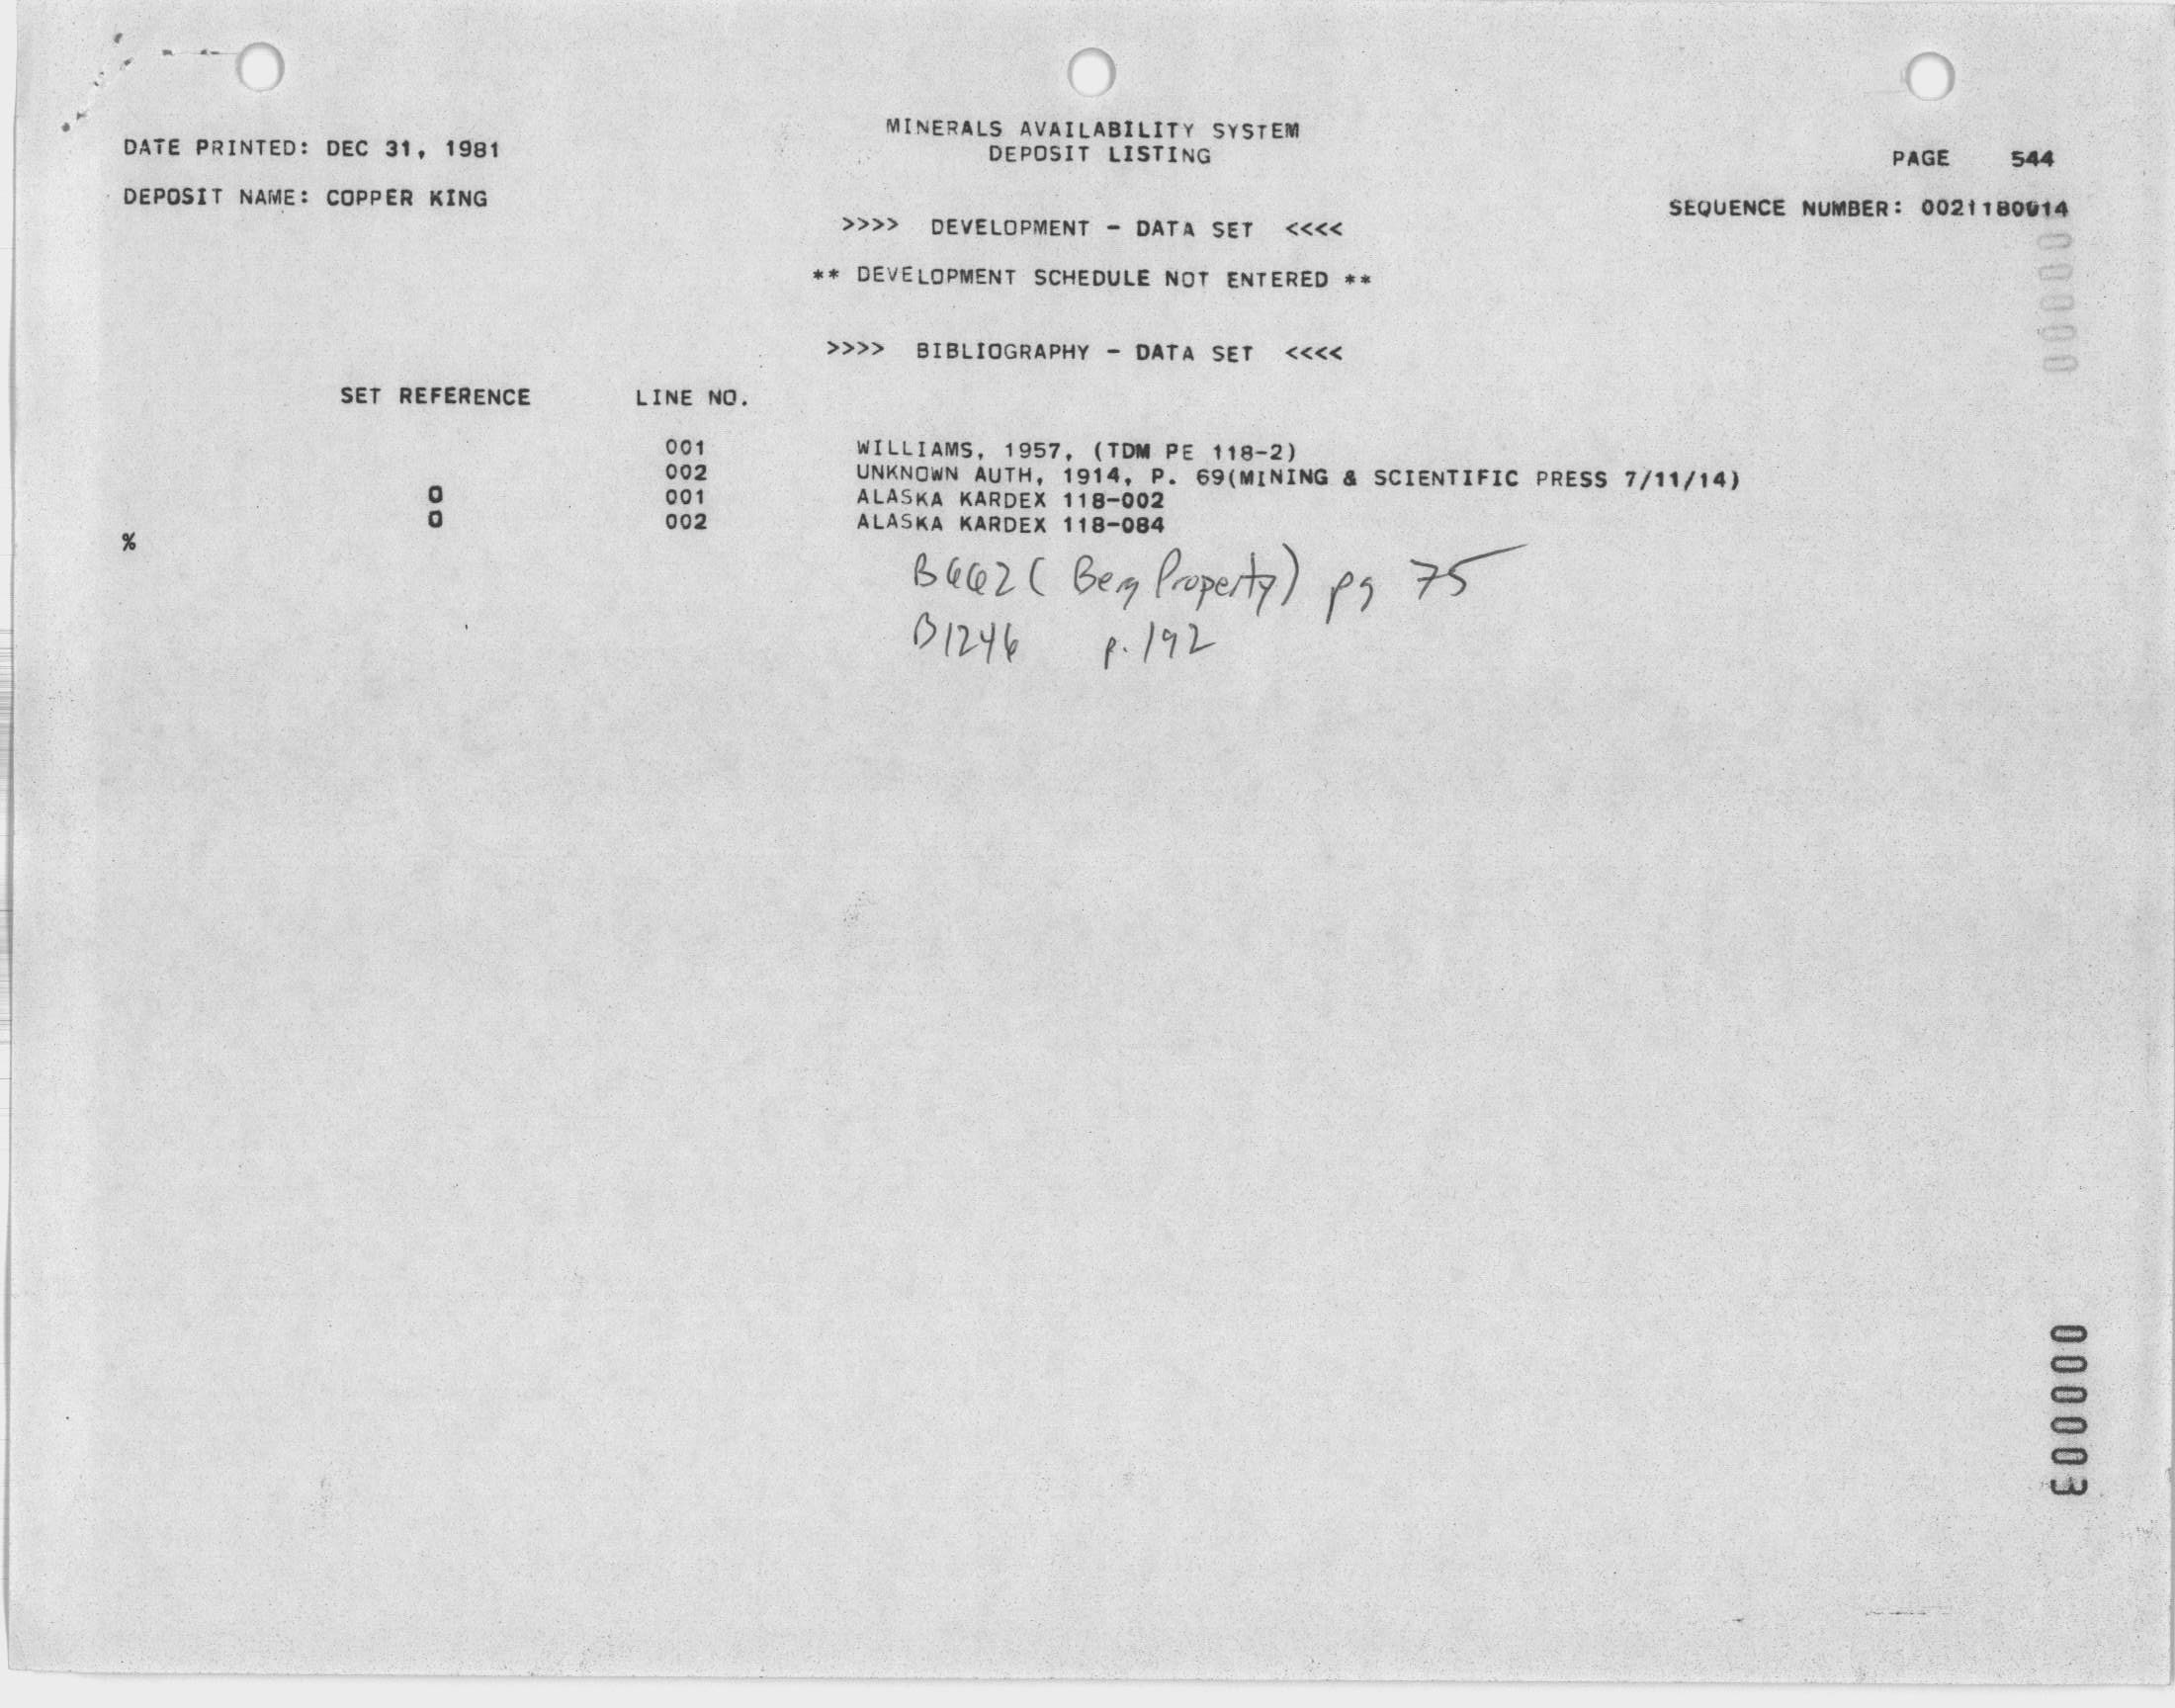 MINERALS AVAILABILITY SYSTEM
DATE PRINTED: DEC 31, 1981
DEPOSIT LISTING
PAGE 544
DEPOSIT NAME: COPPER KING
SEQUENCE NUMBER: 0021180014
>>>> DEVELOPMENT - DATA SET <<<<
** DEVELOPMENT SCHEDULE NOT ENTERED **
>>>> BIBLIOGRAPHY - DATA SET <<<<
SET REFERENCE LINE NO.
001 WILLIAMS, 1957, (TDM PE 118-2)
002 UNKNOWN AUTH, 1914, P. 69(MINING & SCIENTIFIC PRESS 7/11/14)
0 001 ALASKA KARDEX 118-002
0 002 ALASKA KARDEX 118-084
%
B662 (Berg Property) pg 75
B1246 p. 192
000003